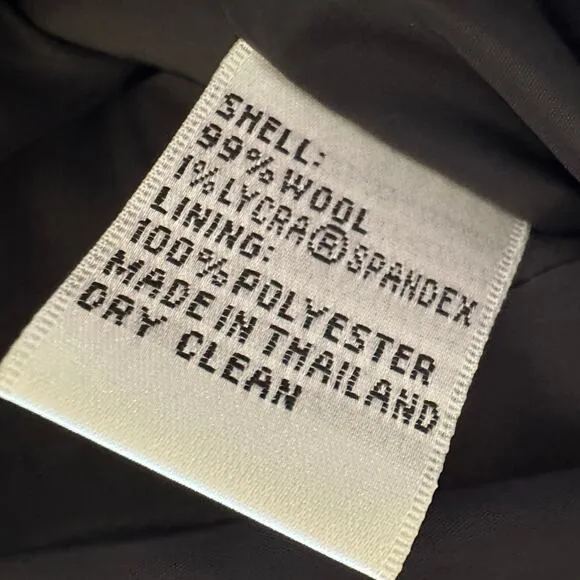 SHELL:
99% WOOL
1% LYCRA® SPANDEX
LINING:
100% POLYESTER
MADE IN THAILAND
DRY CLEAN